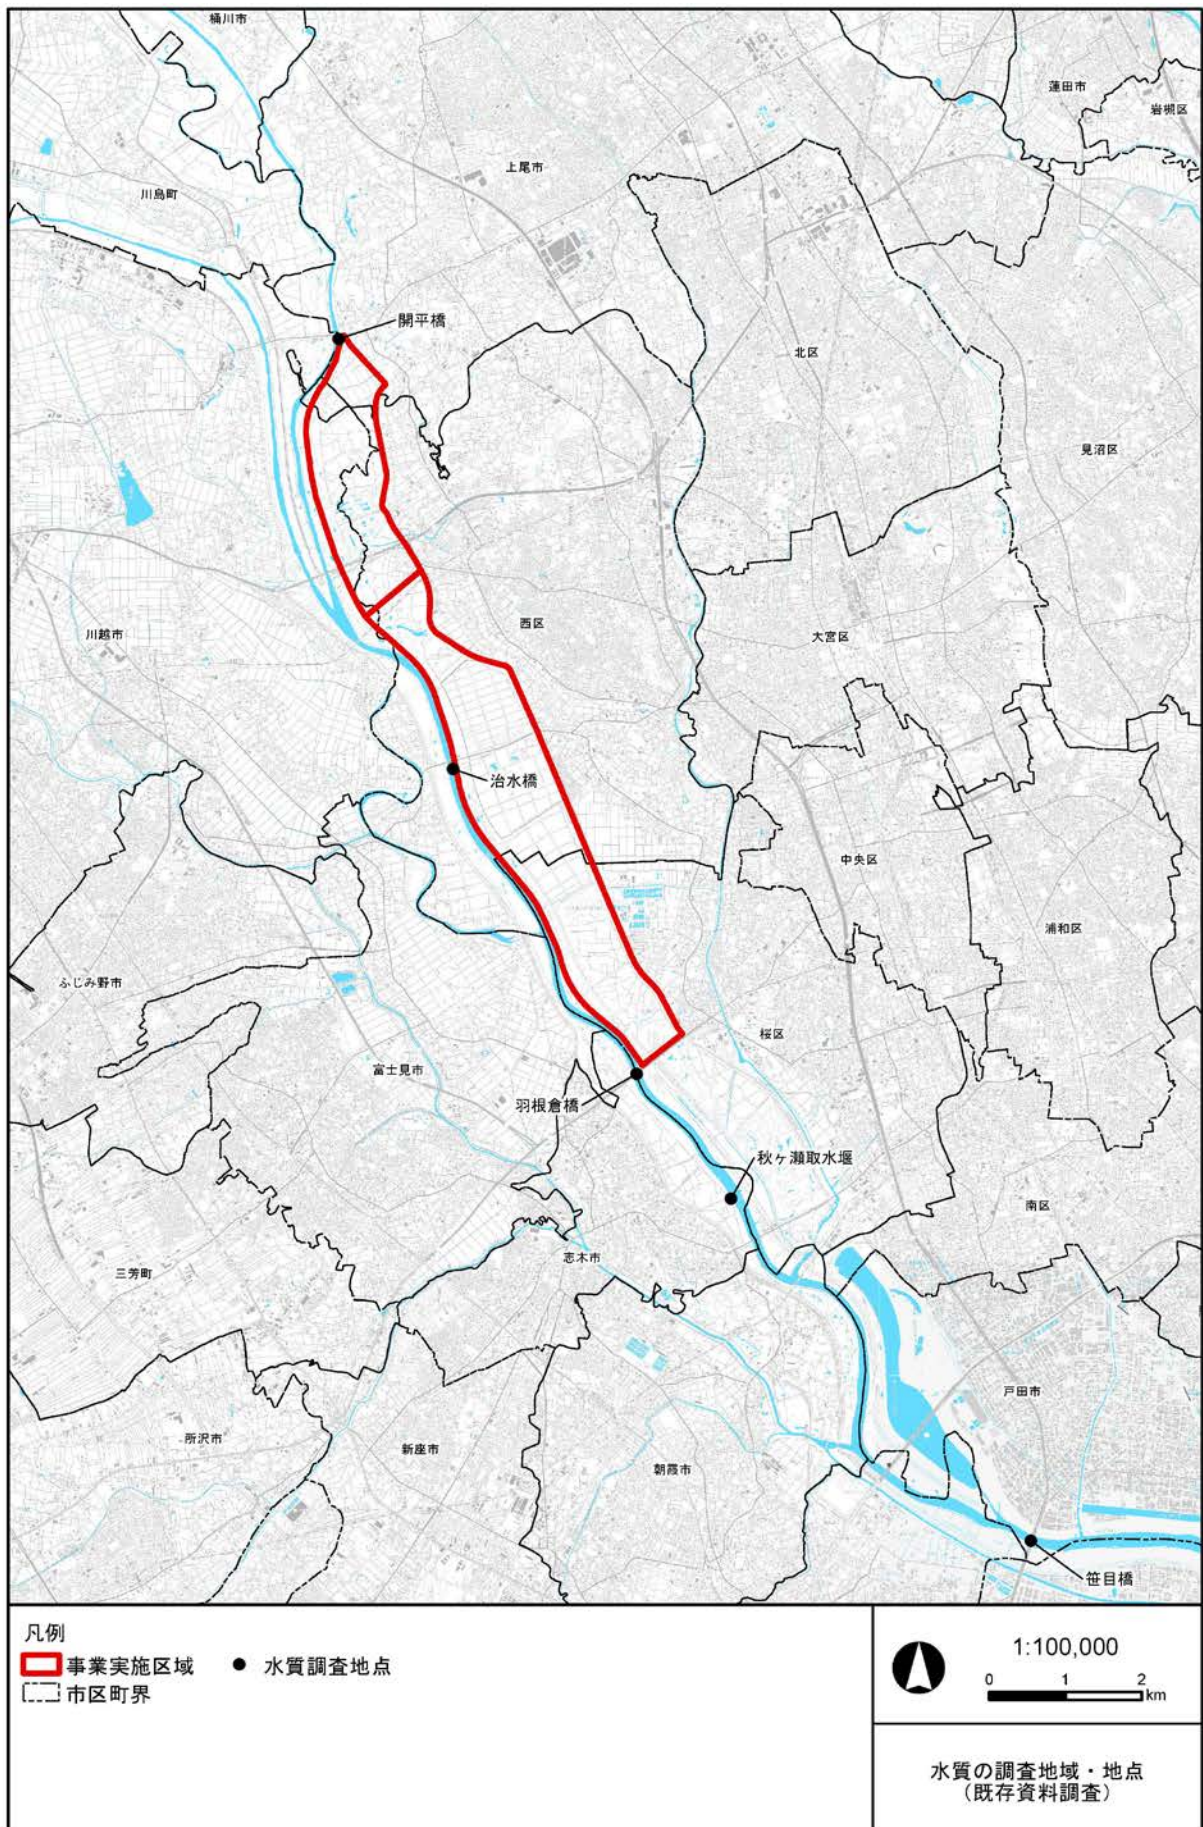 桶川市
蓮田市
岩槻区
上尾市
川島町
開平橋
北区
見沼区
西区
川越市
大宮区
治水橋
中央区
浦和区
ふじみ野市
桜区
富士見市
羽根倉橋
秋ヶ瀬取水堰
南区
志木市
三芳町
戸田市
所沢市
新座市
朝霞市
笹目橋
凡例
事業実施区域
水質調査地点
市区町界
1:100,000
0 1 2
km
水質の調査地域・地点
（既存資料調査）